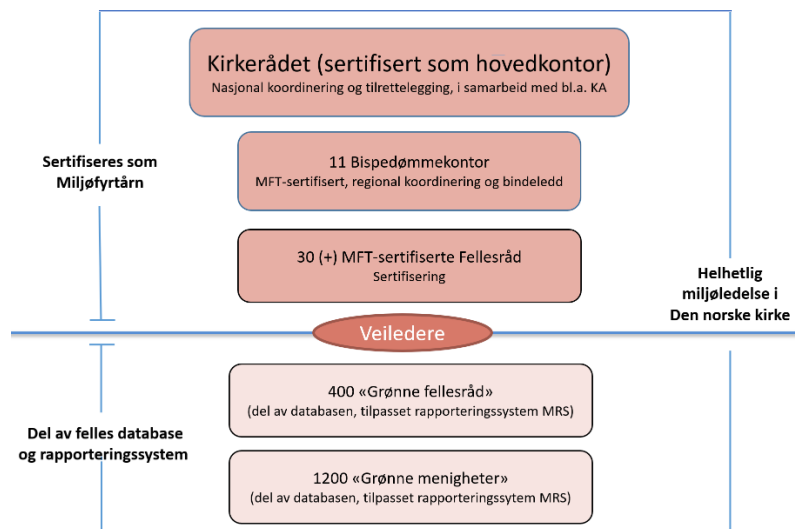 Kirkerådet (sertifisert som hovedkontor)
Nasjonal koordinering og tilrettelegging, i samarbeid med bl.a. KA
Sertifiseres som
Miljøfyrtårn
11 Bispedømmekontor
MFT-sertifisert, regional koordinering og bindeledd
30 (+) MFT-sertifiserte Fellesråd
Sertifisering
Helhetlig
miljøledelse i
Den norske kirke
Veiledere
400 «Grønne fellesråd»
(del av databasen, tilpasset rapporteringssystem MRS)
Del av felles database
og rapporteringssystem
1200 «Grønne menigheter»
(del av databasen, tilpasset rapporteringssytem MRS)